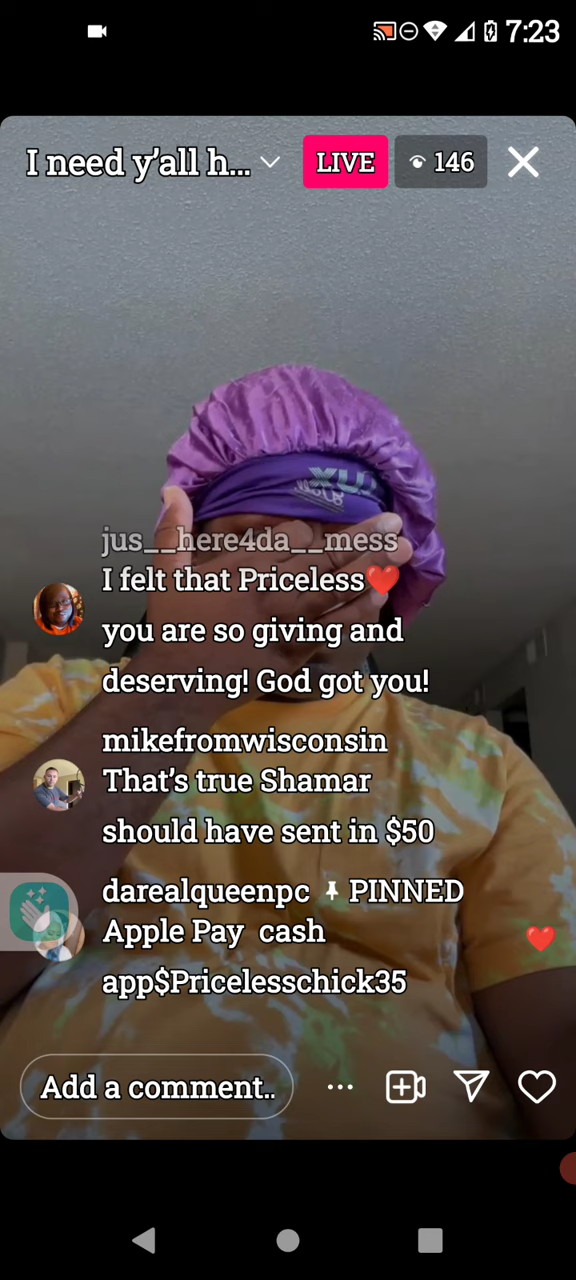 7:23
I need y’all h...
LIVE
146
jus__here4da__mess
I felt that Priceless❤️
you are so giving and
deserving! God got you!
mikefromwisconsin
That’s true Shamar
should have sent in $50
darealqueenpc PINNED
Apple Pay cash
app$Pricelesschick35
Add a comment..